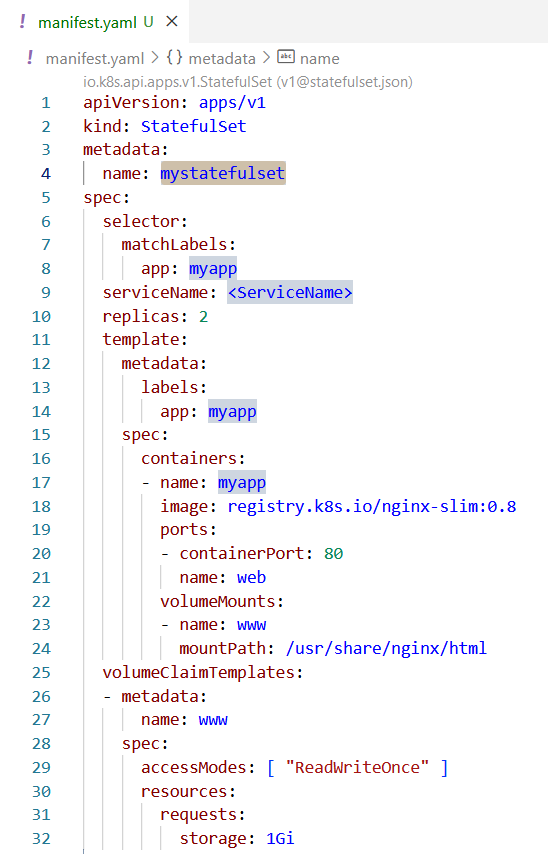 ! manifest.yaml U ×
! manifest.yaml > {} metadata > abc name
io.k8s.api.apps.v1.StatefulSet (v1@statefulset.json)
1 apiVersion: apps/v1
2 kind: StatefulSet
3 metadata:
4   name: mystatefulset
5 spec:
6   selector:
7     matchLabels:
8       app: myapp
9   serviceName: <ServiceName>
10   replicas: 2
11   template:
12     metadata:
13       labels:
14         app: myapp
15     spec:
16       containers:
17       - name: myapp
18         image: registry.k8s.io/nginx-slim:0.8
19         ports:
20         - containerPort: 80
21           name: web
22         volumeMounts:
23         - name: www
24           mountPath: /usr/share/nginx/html
25   volumeClaimTemplates:
26   - metadata:
27       name: www
28     spec:
29       accessModes: [ "ReadWriteOnce" ]
30       resources:
31         requests:
32           storage: 1Gi